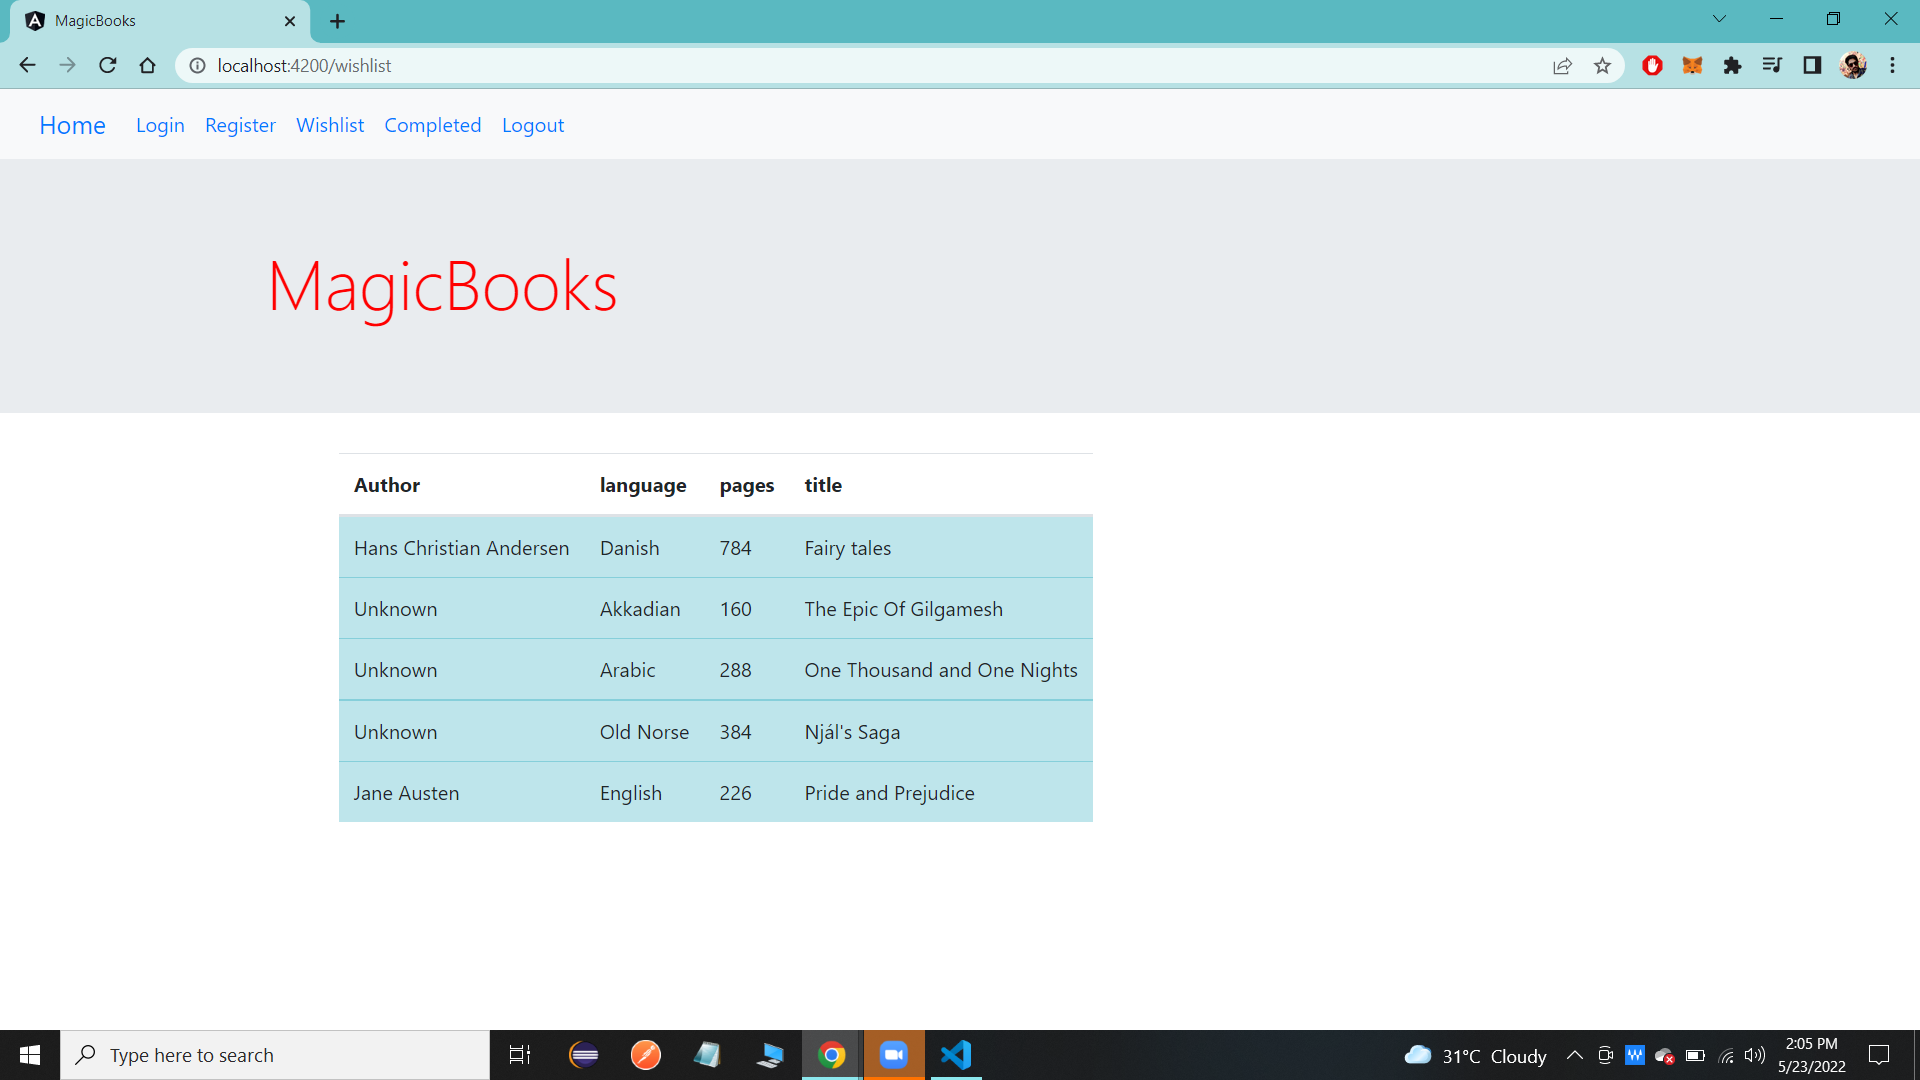 MagicBooks
localhost:4200/wishlist
Home Login Register Wishlist Completed Logout
MagicBooks
Author language pages title
Hans Christian Andersen Danish 784 Fairy tales
Unknown Akkadian 160 The Epic Of Gilgamesh
Unknown Arabic 288 One Thousand and One Nights
Unknown Old Norse 384 Njál's Saga
Jane Austen English 226 Pride and Prejudice
Type here to search
31°C Cloudy
2:05 PM
5/23/2022